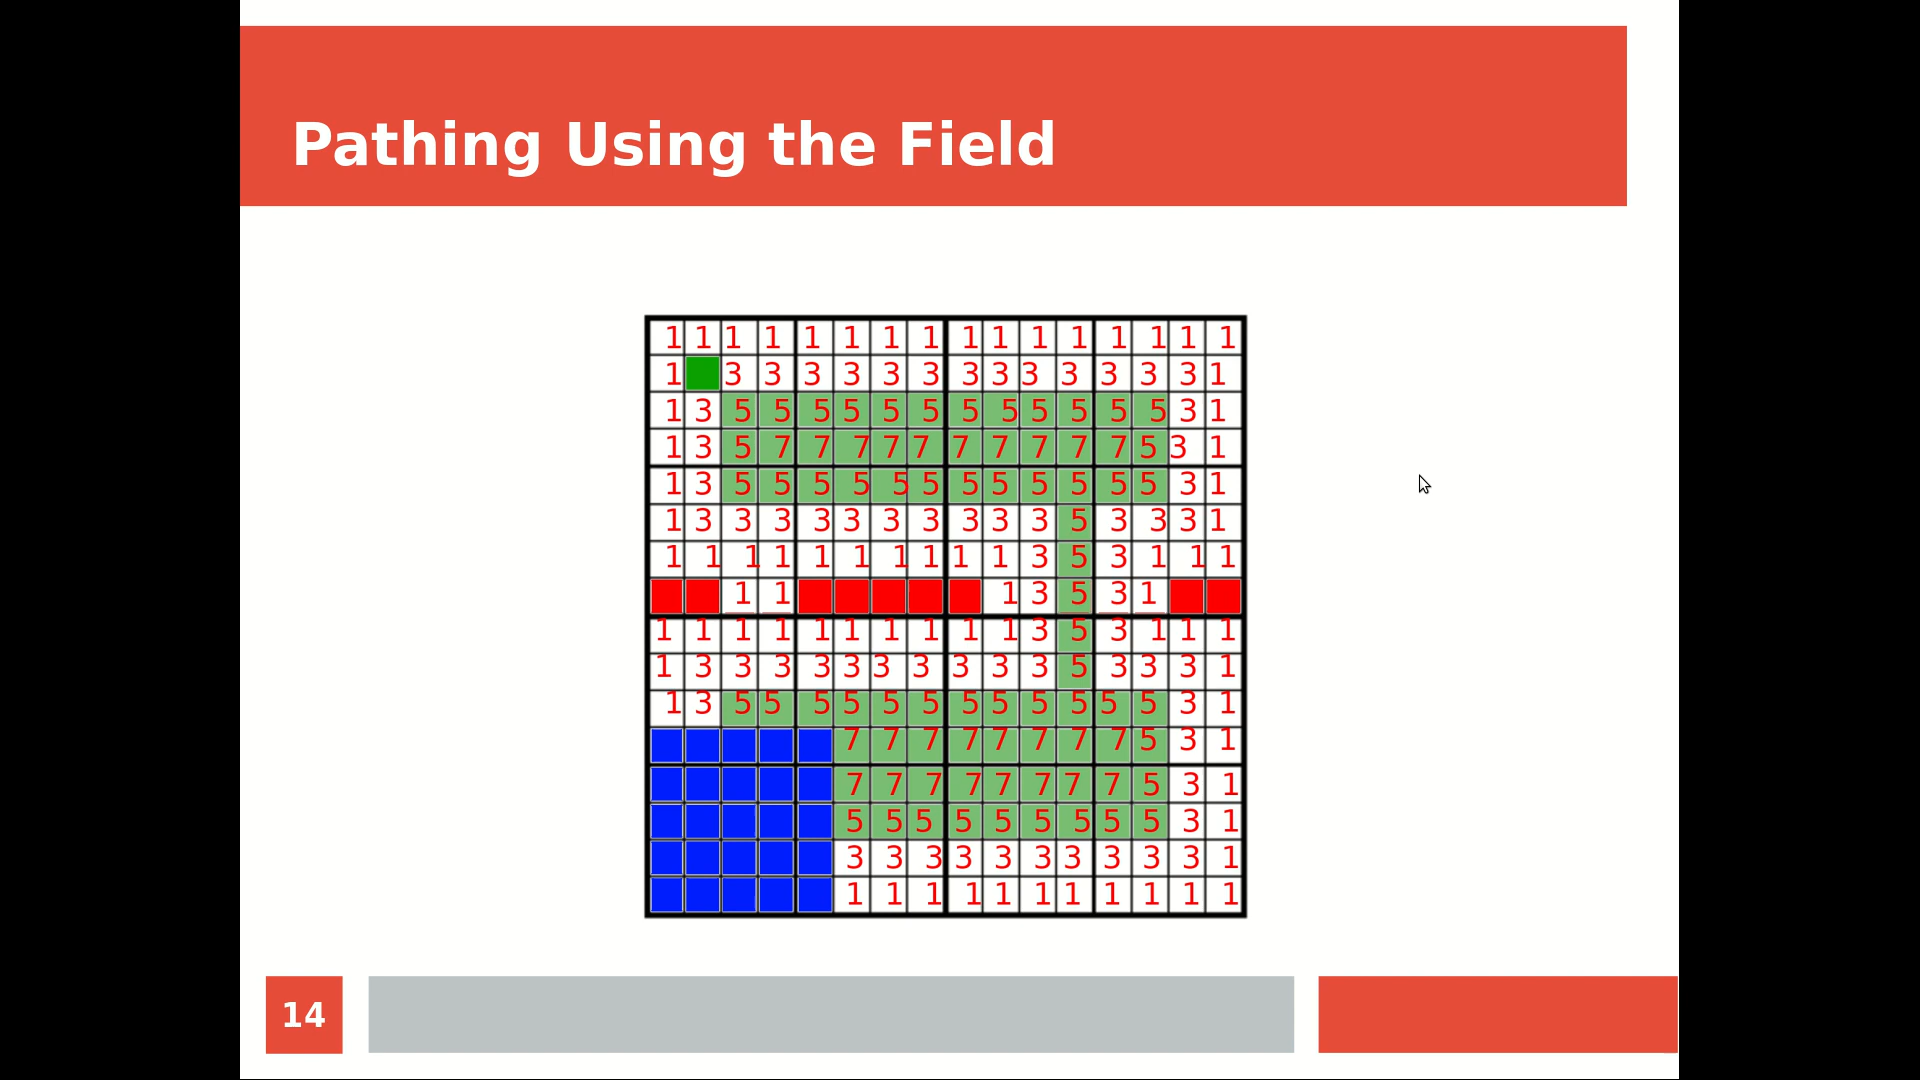 Pathing Using the Field
1 1 1 1 1 1 1 1 1 1 1 1 1 1 1 1
1 3 3 3 3 3 3 3 3 3 3 3 3 3 1
1 3 5 5 5 5 5 5 5 5 5 5 5 5 3 1
1 3 5 7 7 7 7 7 7 7 7 7 7 5 3 1
1 3 5 5 5 5 5 5 5 5 5 5 5 5 3 1
1 3 3 3 3 3 3 3 3 3 3 5 3 3 3 1
1 1 1 1 1 1 1 1 1 1 3 5 3 1 1 1
1 1 1 3 5 3 1
1 1 1 1 1 1 1 1 1 1 3 5 3 1 1 1
1 3 3 3 3 3 3 3 3 3 3 5 3 3 3 1
1 3 5 5 5 5 5 5 5 5 5 5 5 5 3 1
7 7 7 7 7 7 7 7 5 3 1
7 7 7 7 7 7 7 7 5 3 1
5 5 5 5 5 5 5 5 5 3 1
3 3 3 3 3 3 3 3 3 3 1
1 1 1 1 1 1 1 1 1 1 1
14